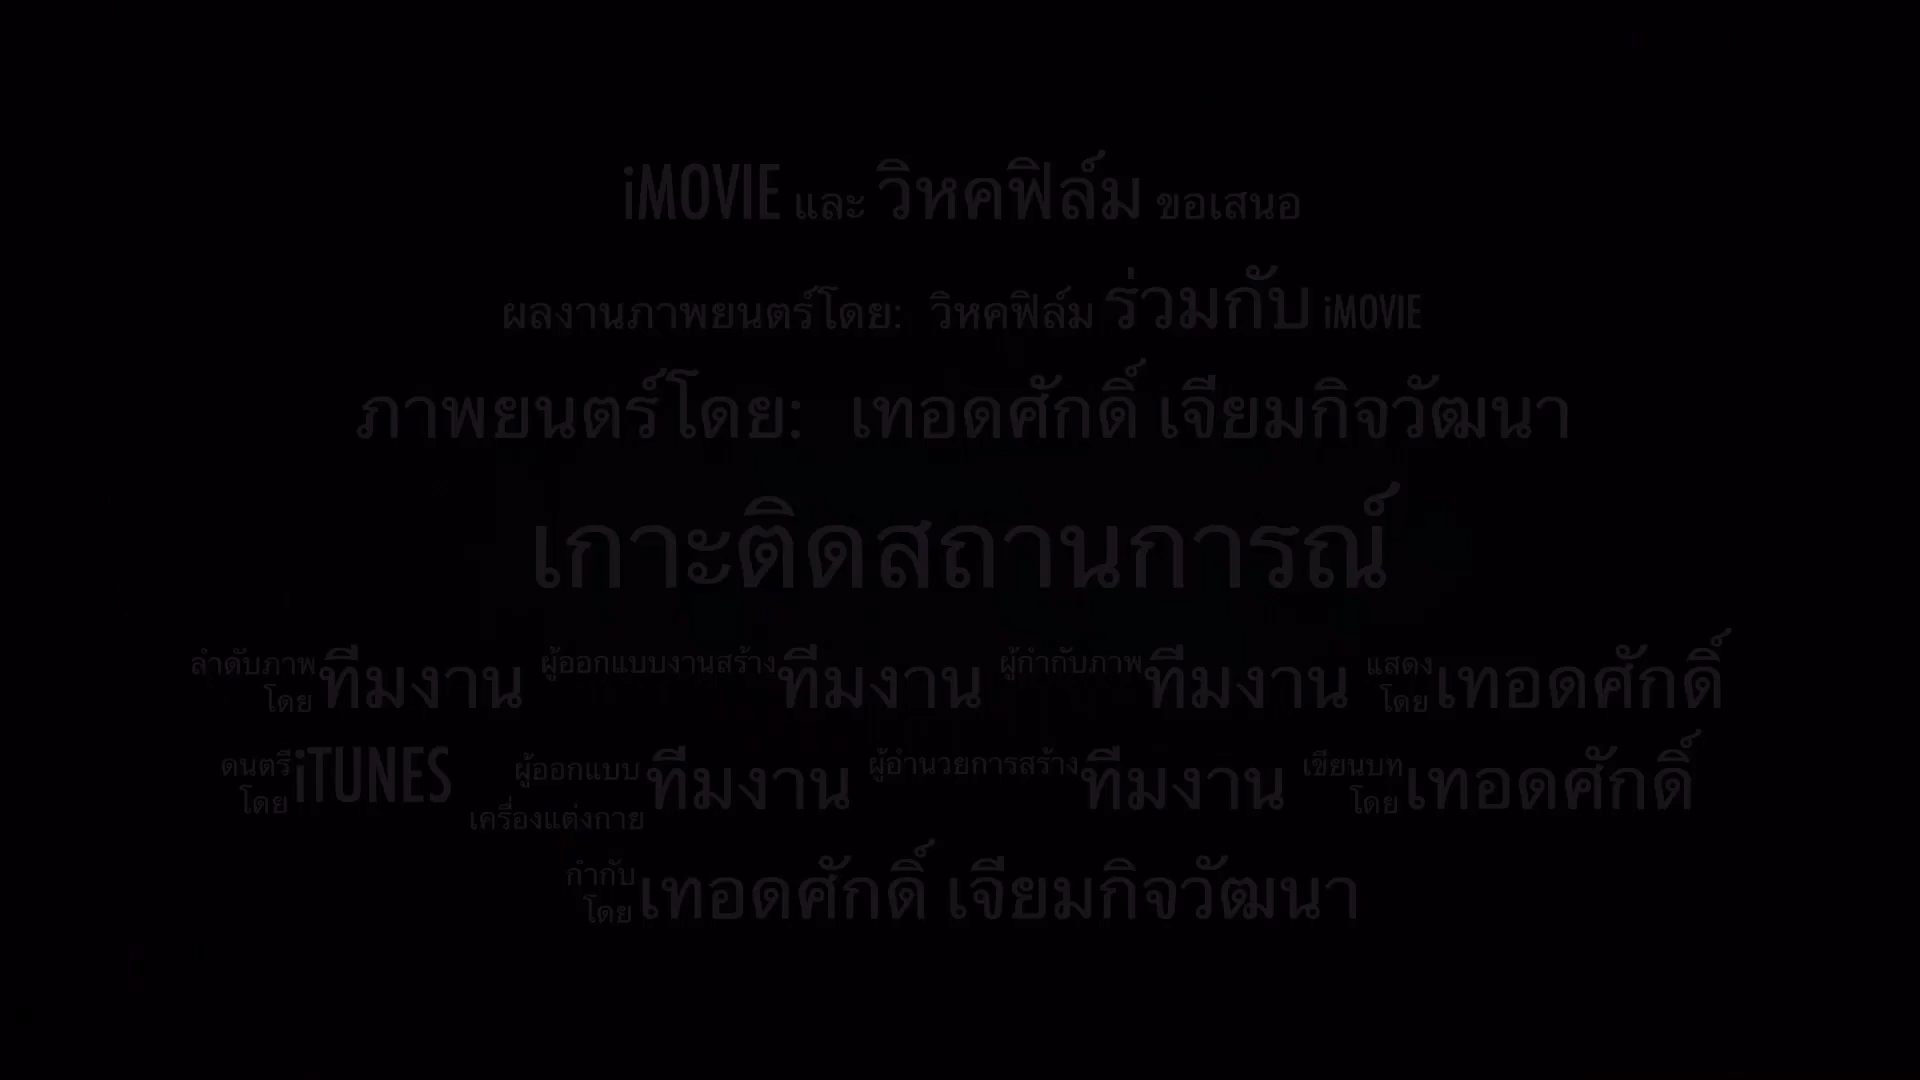 iMOVIE และ วิหคฟิล์ม ขอเสนอ
ผลงานภาพยนตร์โดย: วิหคฟิล์ม ร่วมกับ iMOVIE
ภาพยนตร์โดย: เทอดศักดิ์ เจียมกิจวัฒนา
เกาะติดสถานการณ์
ลำดับภาพโดย ทีมงาน ผู้ออกแบบงานสร้าง ทีมงาน ผู้กำกับภาพ ทีมงาน แสดงโดย เทอดศักดิ์
ดนตรีโดย iTUNES ผู้ออกแบบเครื่องแต่งกาย ทีมงาน ผู้อำนวยการสร้าง ทีมงาน เขียนบทโดย เทอดศักดิ์
กำกับโดย เทอดศักดิ์ เจียมกิจวัฒนา